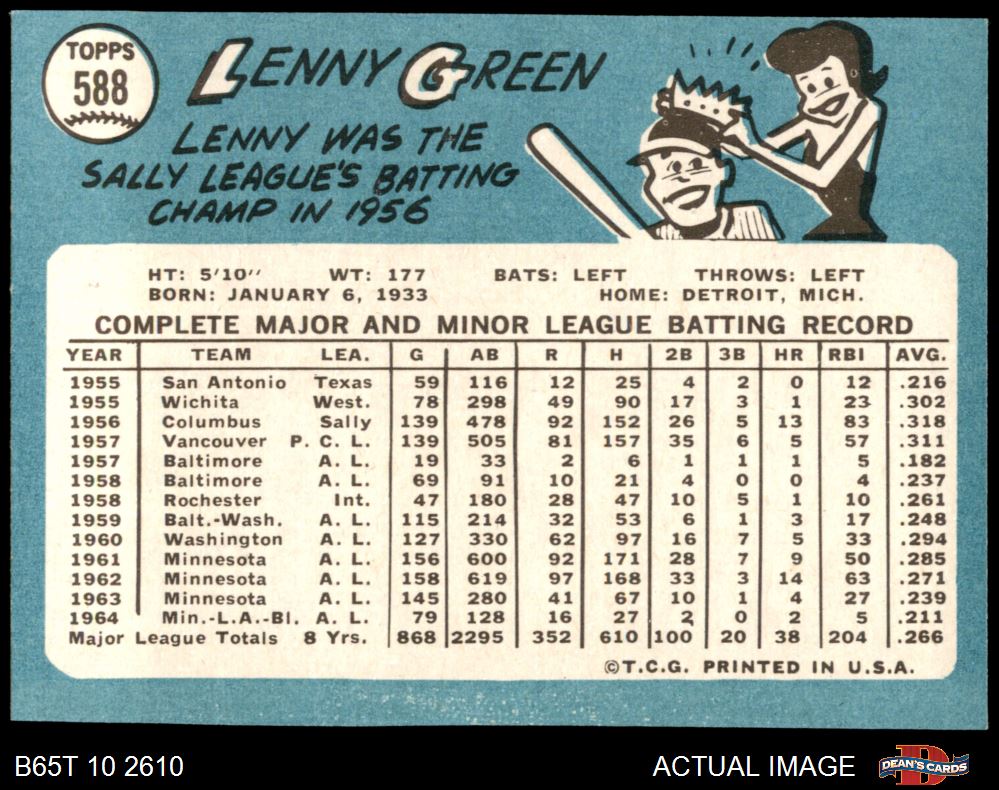 TOPPS
588
LENNY GREEN
LENNY WAS THE
SALLY LEAGUE'S BATTING
CHAMP IN 1956
HT: 5'10" WT: 177 BATS: LEFT THROWS: LEFT
BORN: JANUARY 6, 1933 HOME: DETROIT, MICH.
COMPLETE MAJOR AND MINOR LEAGUE BATTING RECORD
YEAR TEAM LEA. G AB R H 2B 3B HR RBI AVG.
1955 San Antonio Texas 59 116 12 25 4 2 0 12 .216
1955 Wichita West. 78 298 49 90 17 3 1 23 .302
1956 Columbus Sally 139 478 92 152 26 5 13 83 .318
1957 Vancouver P. C. L. 139 505 81 157 35 6 5 57 .311
1957 Baltimore A. L. 19 33 2 6 1 1 1 5 .182
1958 Baltimore A. L. 69 91 10 21 4 0 0 4 .237
1958 Rochester Int. 47 180 28 47 10 5 1 10 .261
1959 Balt.-Wash. A. L. 115 214 32 53 6 1 3 17 .248
1960 Washington A. L. 127 330 62 97 16 7 5 33 .294
1961 Minnesota A. L. 156 600 92 171 28 7 9 50 .285
1962 Minnesota A. L. 158 619 97 168 33 3 14 63 .271
1963 Minnesota A. L. 145 280 41 67 10 1 4 27 .239
1964 Min.-L.A.-Bl. A. L. 79 128 16 27 2 0 2 5 .211
Major League Totals 8 Yrs. 868 2295 352 610 100 20 38 204 .266
©T.C.G. PRINTED IN U.S.A.
B65T 10 2610 ACTUAL IMAGE D DEAN'S CARDS